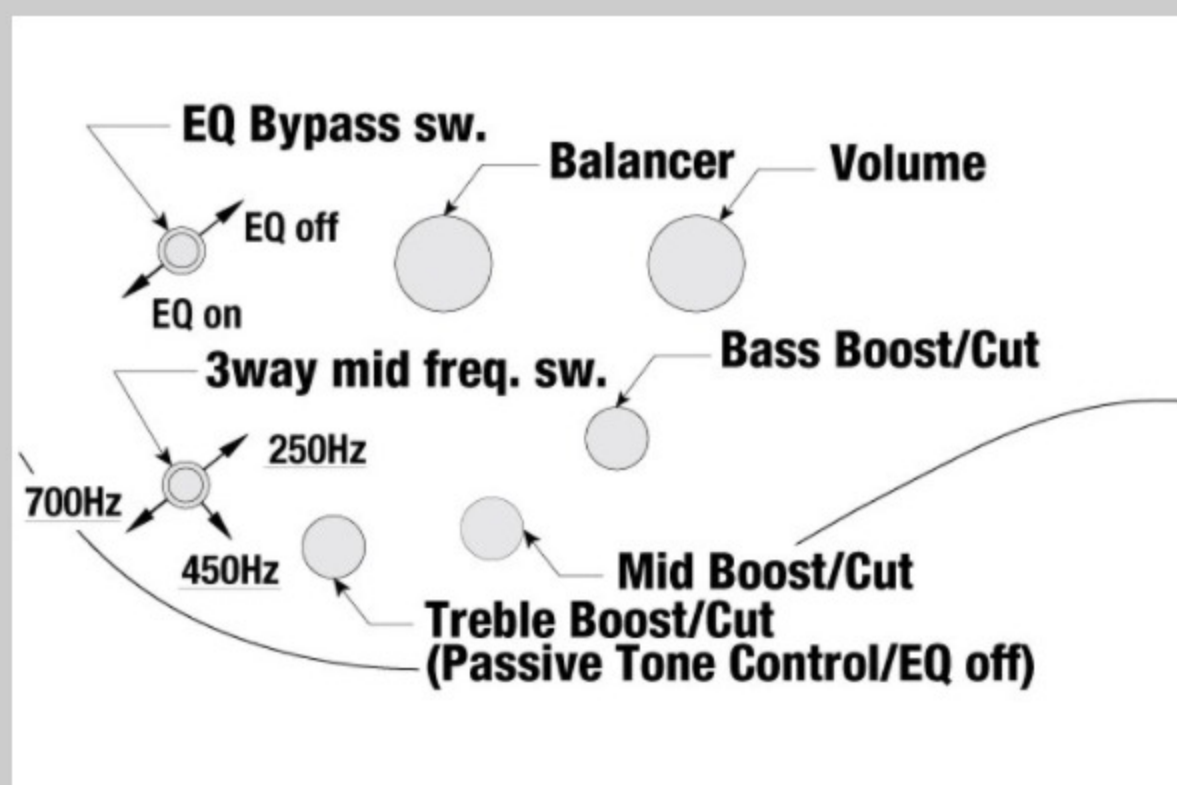 EQ Bypass sw.
Balancer
Volume
EQ off
EQ on
3way mid freq. sw.
Bass Boost/Cut
250Hz
700Hz
450Hz
Mid Boost/Cut
Treble Boost/Cut
(Passive Tone Control/EQ off)